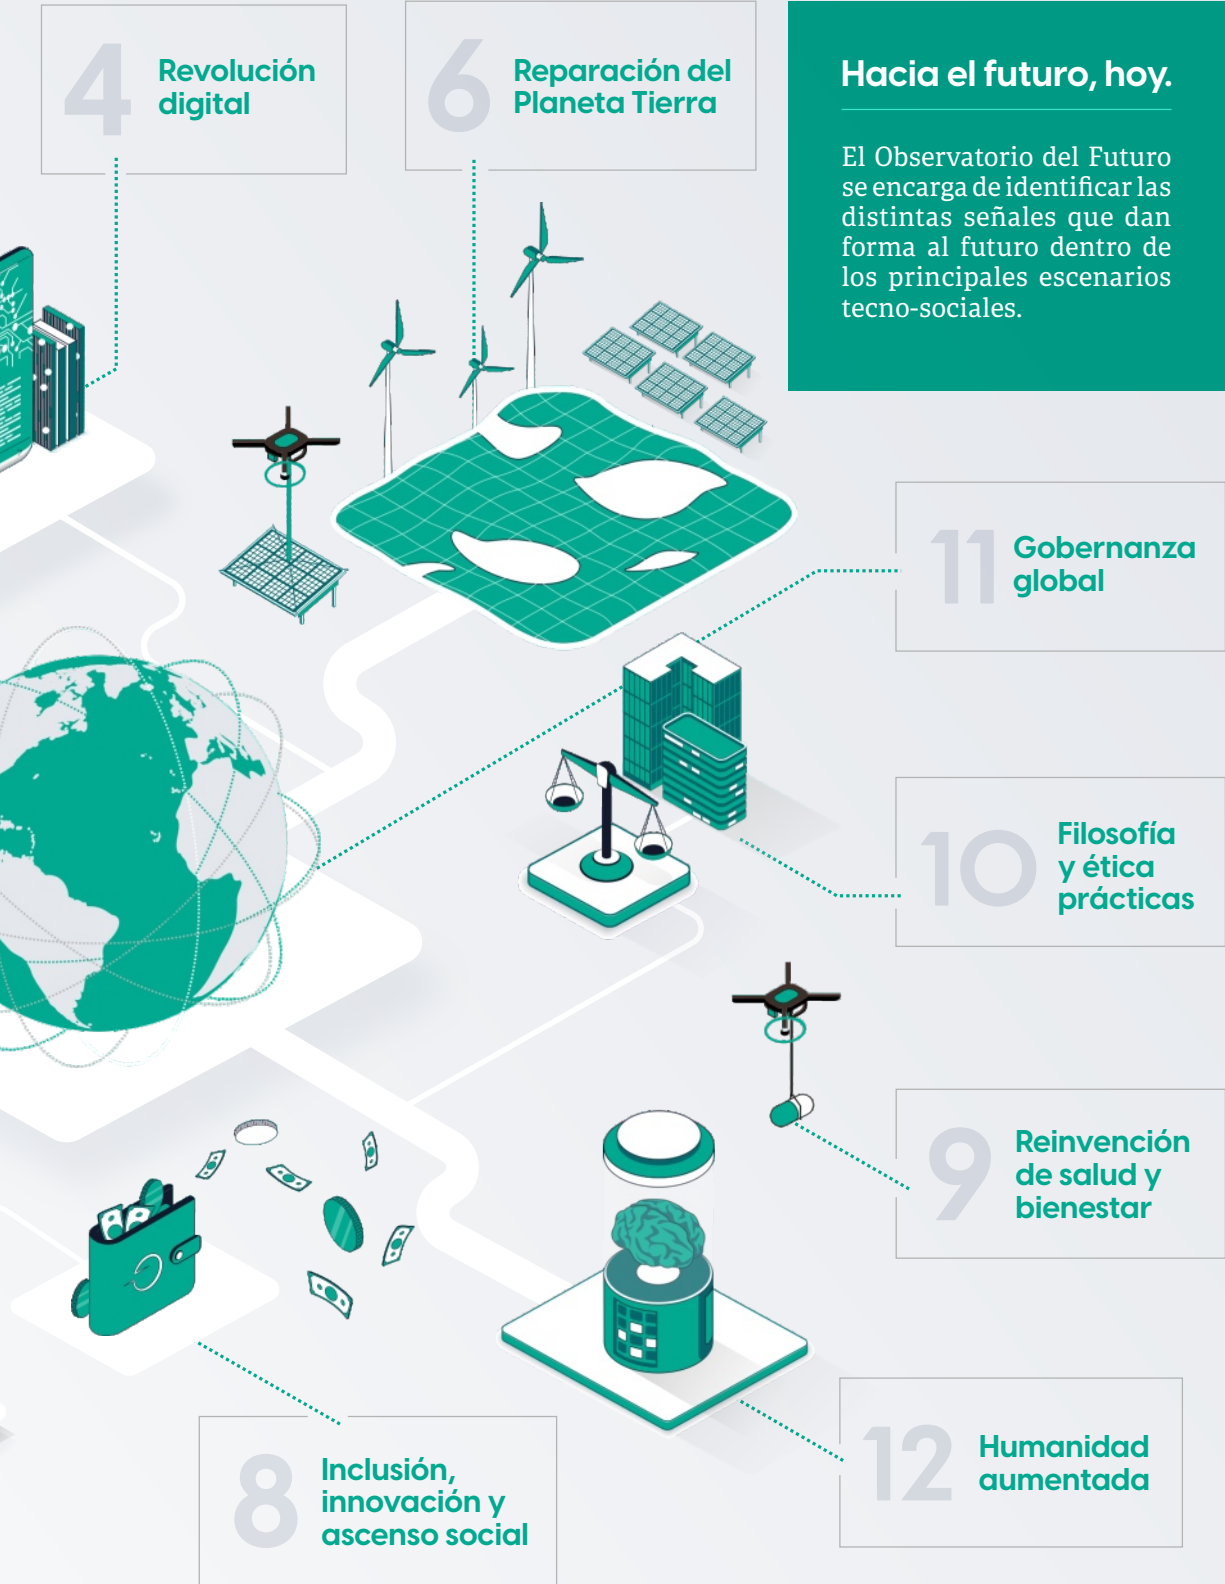 4
Revolución
digital
6
Reparación del
Planeta Tierra
Hacia el futuro, hoy.
El Observatorio del Futuro
se encarga de identificar las
distintas señales que dan
forma al futuro dentro de
los principales escenarios
tecno-sociales.
11
Gobernanza
global
10
Filosofía
y ética
prácticas
9
Reinvención
de salud y
bienestar
12
Humanidad
aumentada
8
Inclusión,
innovación y
ascenso social